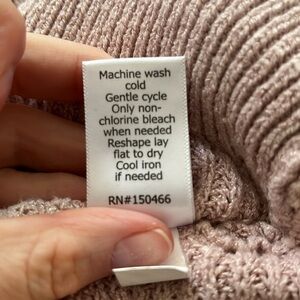 Machine wash
cold
Gentle cycle
Only non-
chlorine bleach
when needed
Reshape lay
flat to dry
Cool iron
if needed
RN#150466